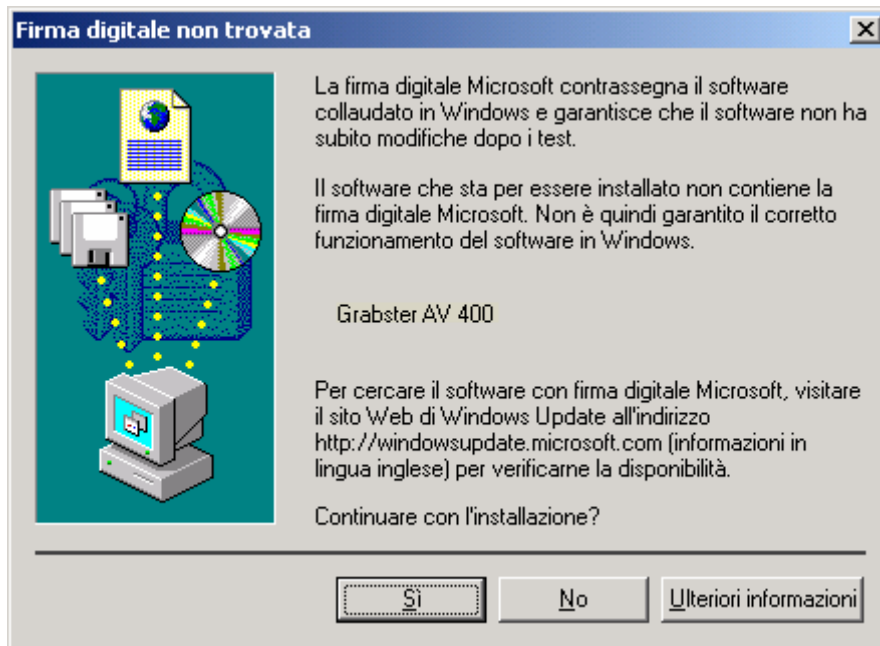 Firma digitale non trovata
La firma digitale Microsoft contrassegna il software
collaudato in Windows e garantisce che il software non ha
subito modifiche dopo i test.
Il software che sta per essere installato non contiene la
firma digitale Microsoft. Non è quindi garantito il corretto
funzionamento del software in Windows.
Grabster AV 400
Per cercare il software con firma digitale Microsoft, visitare
il sito Web di Windows Update all'indirizzo
http://windowsupdate.microsoft.com (informazioni in
lingua inglese) per verificarne la disponibilità.
Continuare con l'installazione?
Sì
No
Ulteriori informazioni